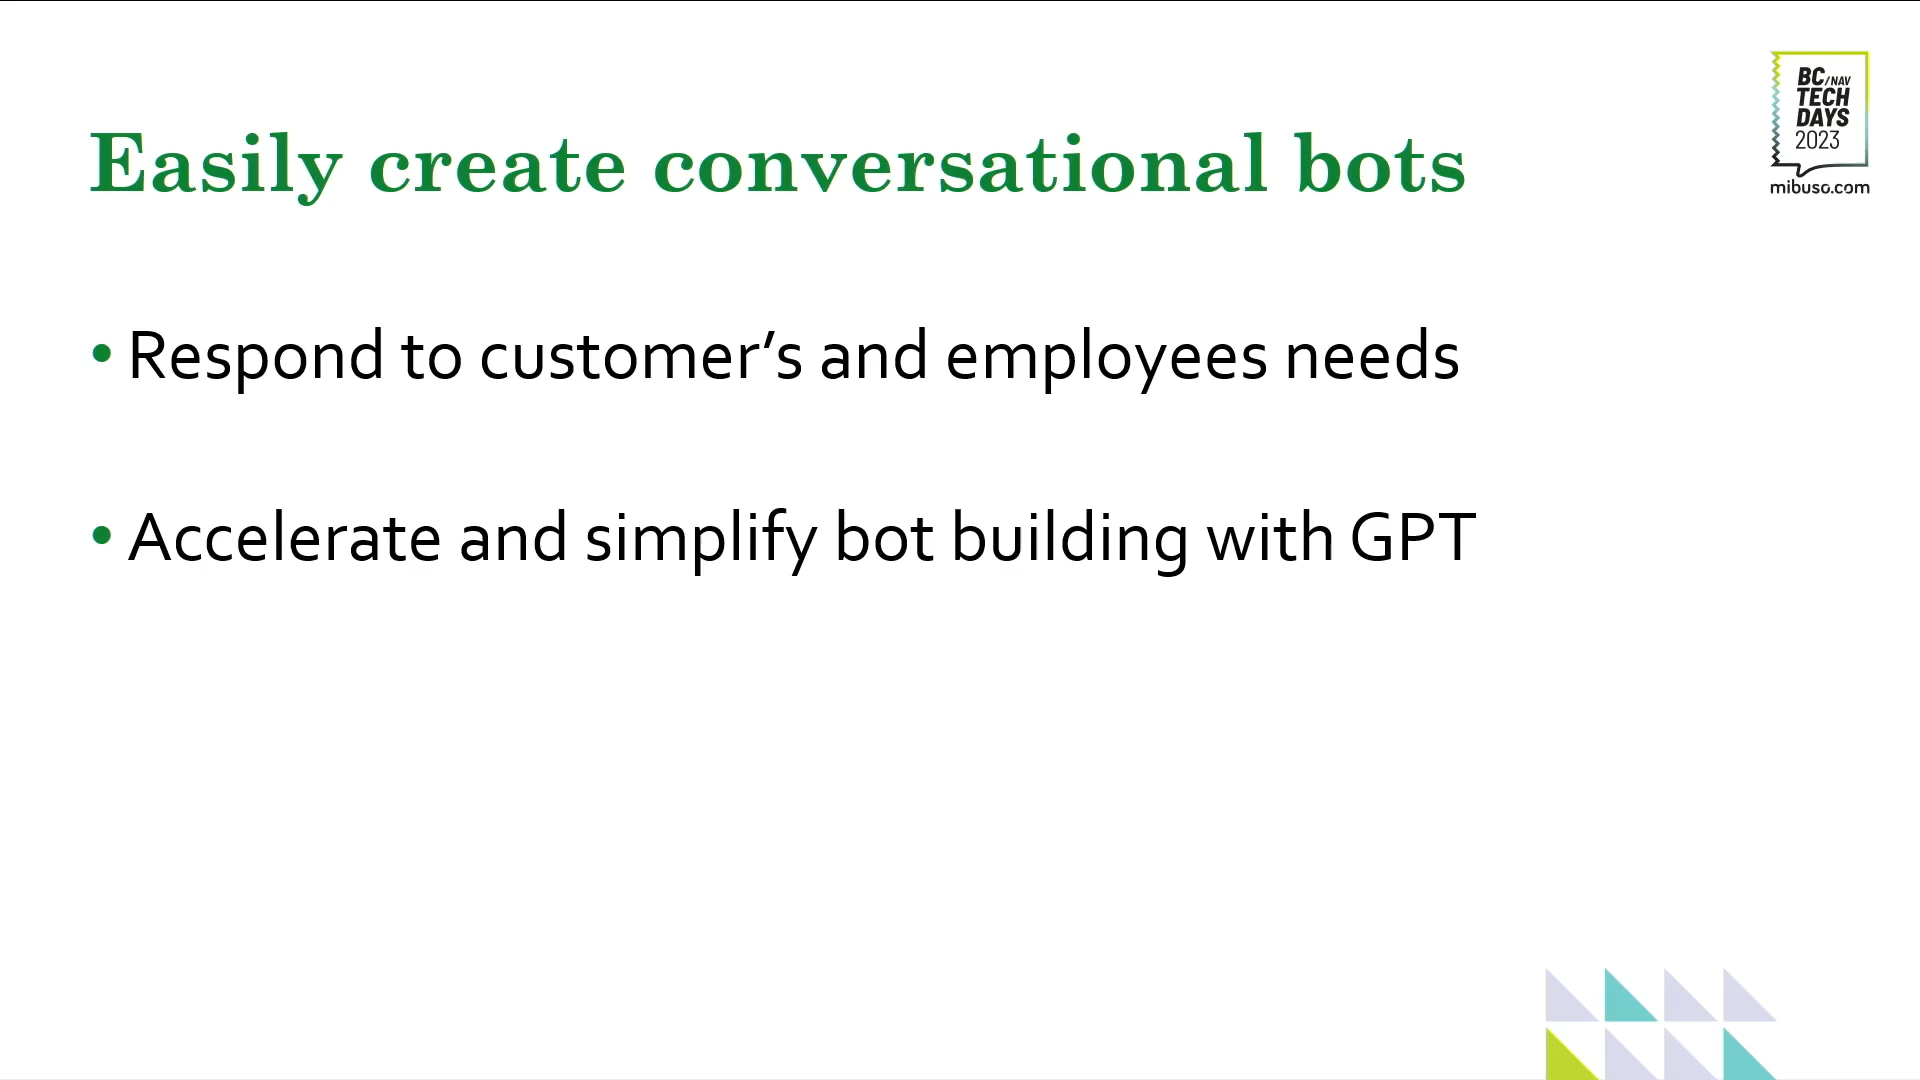 BC/NAV
TECH
DAYS
2023
mibuso.com
Easily create conversational bots
• Respond to customer’s and employees needs
• Accelerate and simplify bot building with GPT